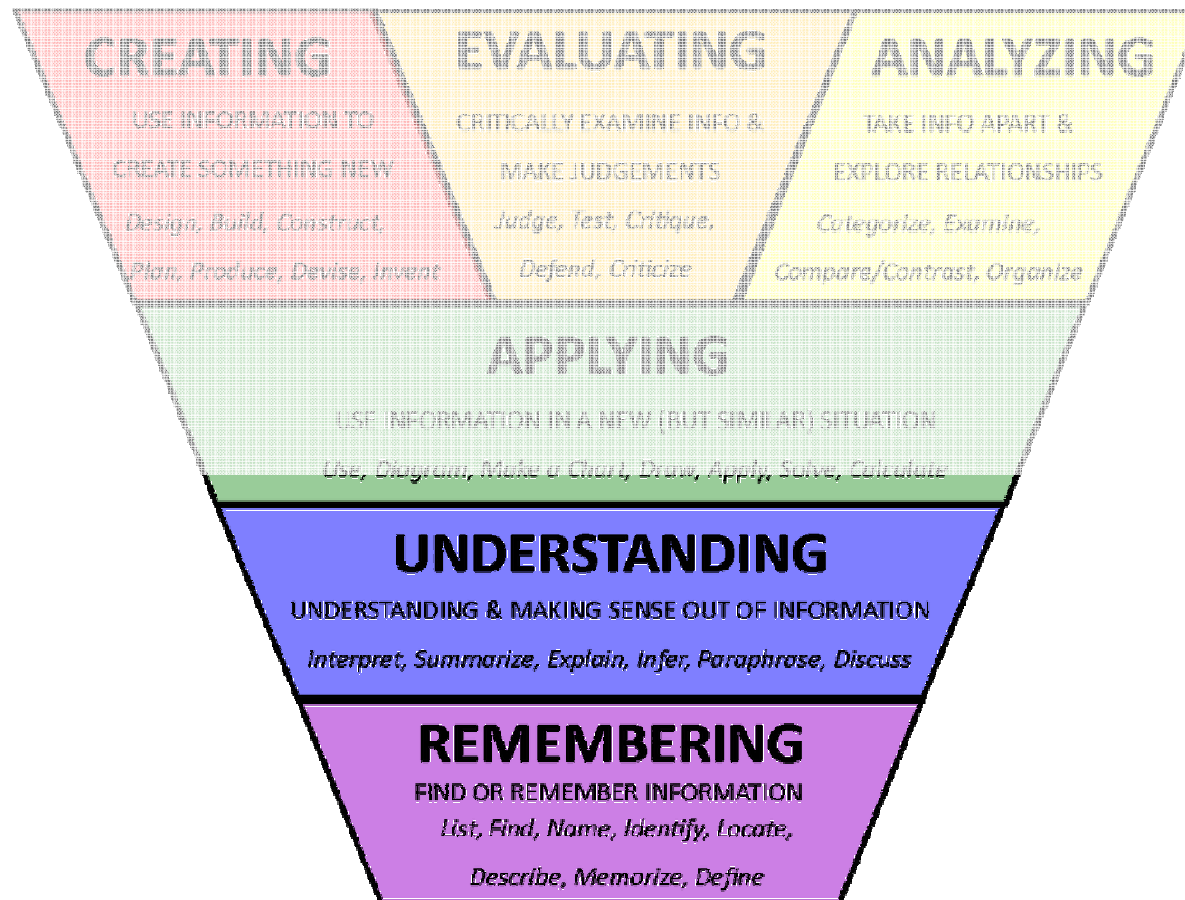 CREATING
USE INFORMATION TO
CREATE SOMETHING NEW
Design, Build, Construct,
Plan, Produce, Devise, Invent
EVALUATING
CRITICALLY EXAMINE INFO &
MAKE JUDGEMENTS
Judge, Test, Critique,
Defend, Criticize
ANALYZING
TAKE INFO APART &
EXPLORE RELATIONSHIPS
Categorize, Examine,
Compare/Contrast, Organize
APPLYING
USE INFORMATION IN A NEW (BUT SIMILAR) SITUATION
Use, Diagram, Make a Chart, Draw, Apply, Solve, Calculate
UNDERSTANDING
UNDERSTANDING & MAKING SENSE OUT OF INFORMATION
Interpret, Summarize, Explain, Infer, Paraphrase, Discuss
REMEMBERING
FIND OR REMEMBER INFORMATION
List, Find, Name, Identify, Locate,
Describe, Memorize, Define